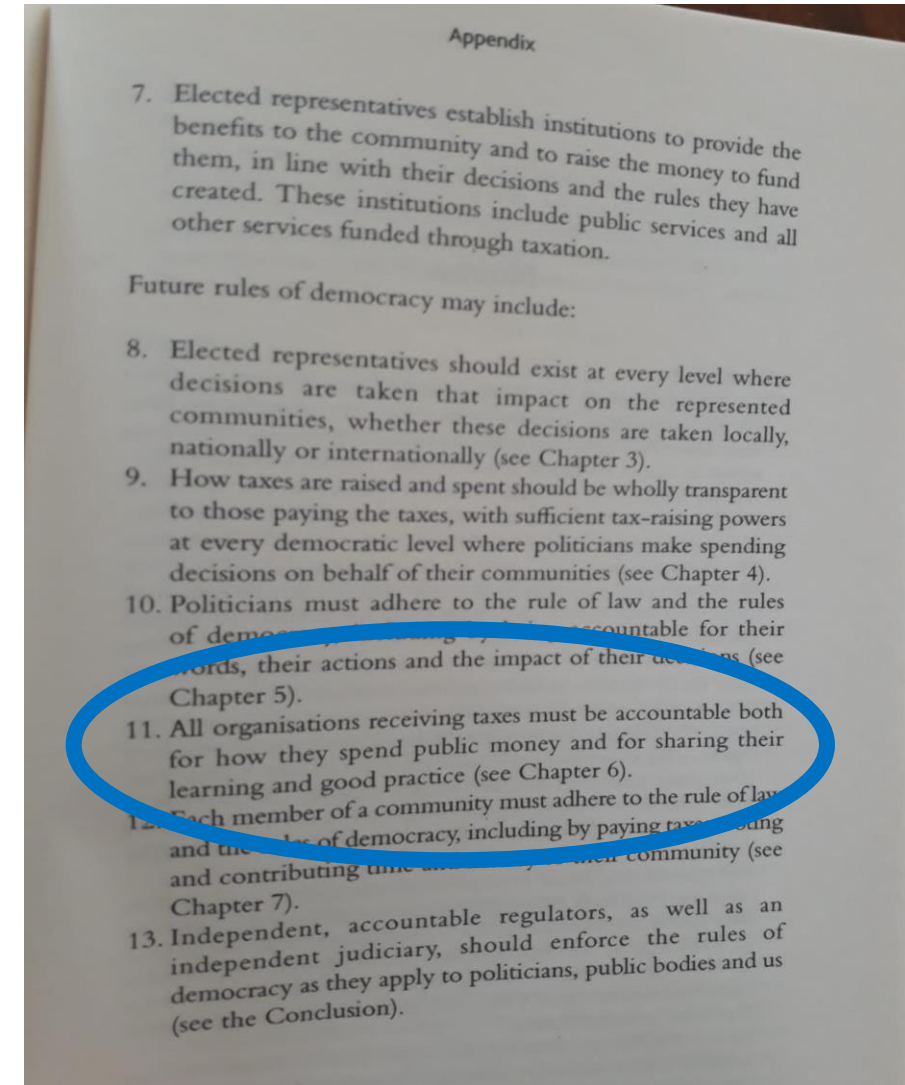 Appendix
7. Elected representatives establish institutions to provide the
benefits to the community and to raise the money to fund
them, in line with their decisions and the rules they have
created. These institutions include public services and all
other services funded through taxation.
Future rules of democracy may include:
8. Elected representatives should exist at every level where
decisions are taken that impact on the represented
communities, whether these decisions are taken locally,
nationally or internationally (see Chapter 3).
9. How taxes are raised and spent should be wholly transparent
to those paying the taxes, with sufficient tax-raising powers
at every democratic level where politicians make spending
decisions on behalf of their communities (see Chapter 4).
10. Politicians must adhere to the rule of law and the rules
of countable for their
words, their actions and the impact of their (see
Chapter 5).
11. All organisations receiving taxes must be accountable both
for how they spend public money and for sharing their
learning and good practice (see Chapter 6).
12. Each member of a community must adhere to the rule of law
and of democracy, including by paying
and contributing community (see
Chapter 7).
13. Independent, accountable regulators, as well as an
independent judiciary, should enforce the rules of
democracy as they apply to politicians, public bodies and us
(see the Conclusion).